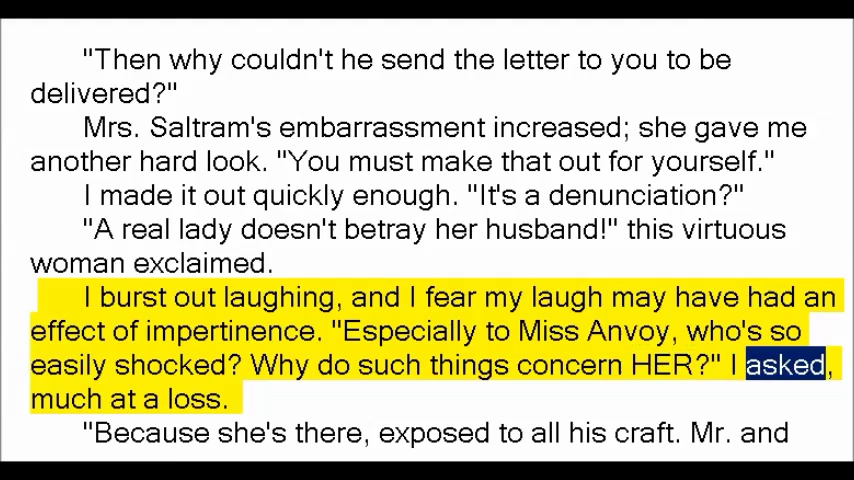 "Then why couldn't he send the letter to you to be
delivered?"
Mrs. Saltram's embarrassment increased; she gave me
another hard look. "You must make that out for yourself."
I made it out quickly enough. "It's a denunciation?"
"A real lady doesn't betray her husband!" this virtuous
woman exclaimed.
I burst out laughing, and I fear my laugh may have had an
effect of impertinence. "Especially to Miss Anvoy, who's so
easily shocked? Why do such things concern HER?" I asked,
much at a loss.
"Because she's there, exposed to all his craft. Mr. and